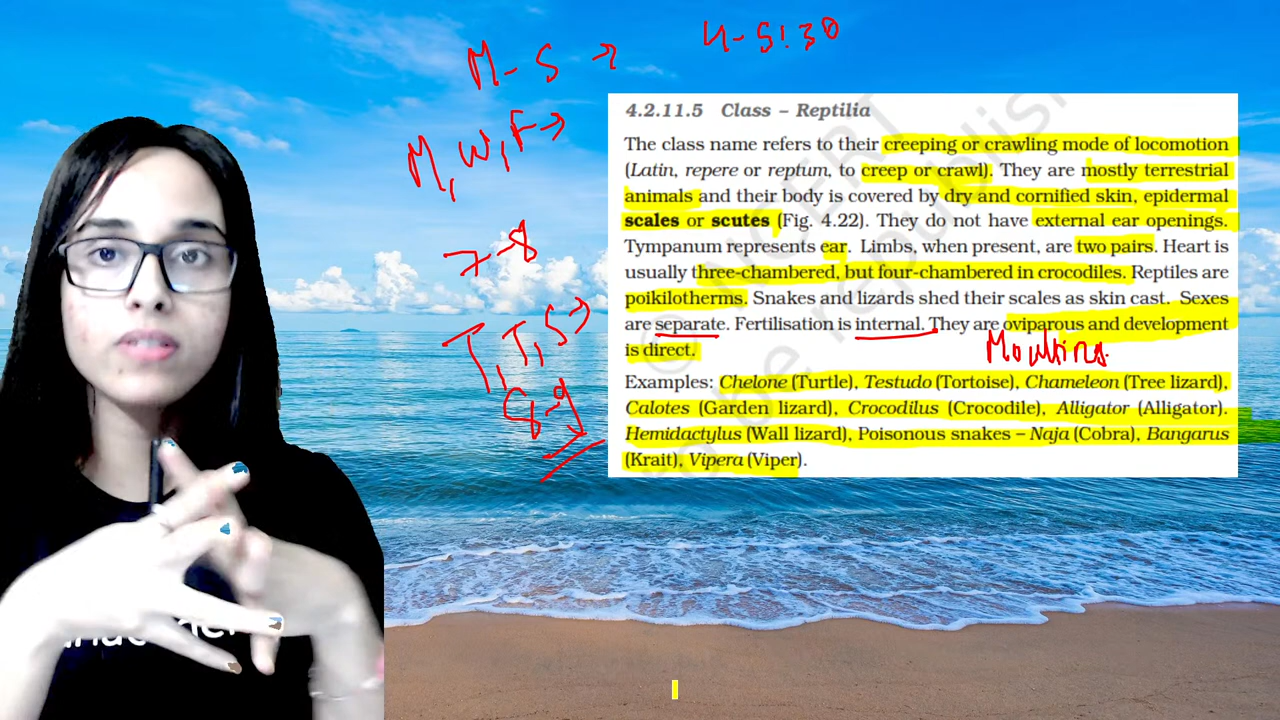 M - S → 4 - 5:30
M, W, F →
7 - 8
T, T, S →
8 - 9
4.2.11.5 Class – Reptilia
The class name refers to their creeping or crawling mode of locomotion
(Latin, repere or reptum, to creep or crawl). They are mostly terrestrial
animals and their body is covered by dry and cornified skin, epidermal
scales or scutes (Fig. 4.22). They do not have external ear openings.
Tympanum represents ear. Limbs, when present, are two pairs. Heart is
usually three-chambered, but four-chambered in crocodiles. Reptiles are
poikilotherms. Snakes and lizards shed their scales as skin cast. Sexes
are separate. Fertilisation is internal. They are oviparous and development
is direct.
Moulting
Examples: Chelone (Turtle), Testudo (Tortoise), Chameleon (Tree lizard),
Calotes (Garden lizard), Crocodilus (Crocodile), Alligator (Alligator).
Hemidactylus (Wall lizard), Poisonous snakes – Naja (Cobra), Bangarus
(Krait), Vipera (Viper).